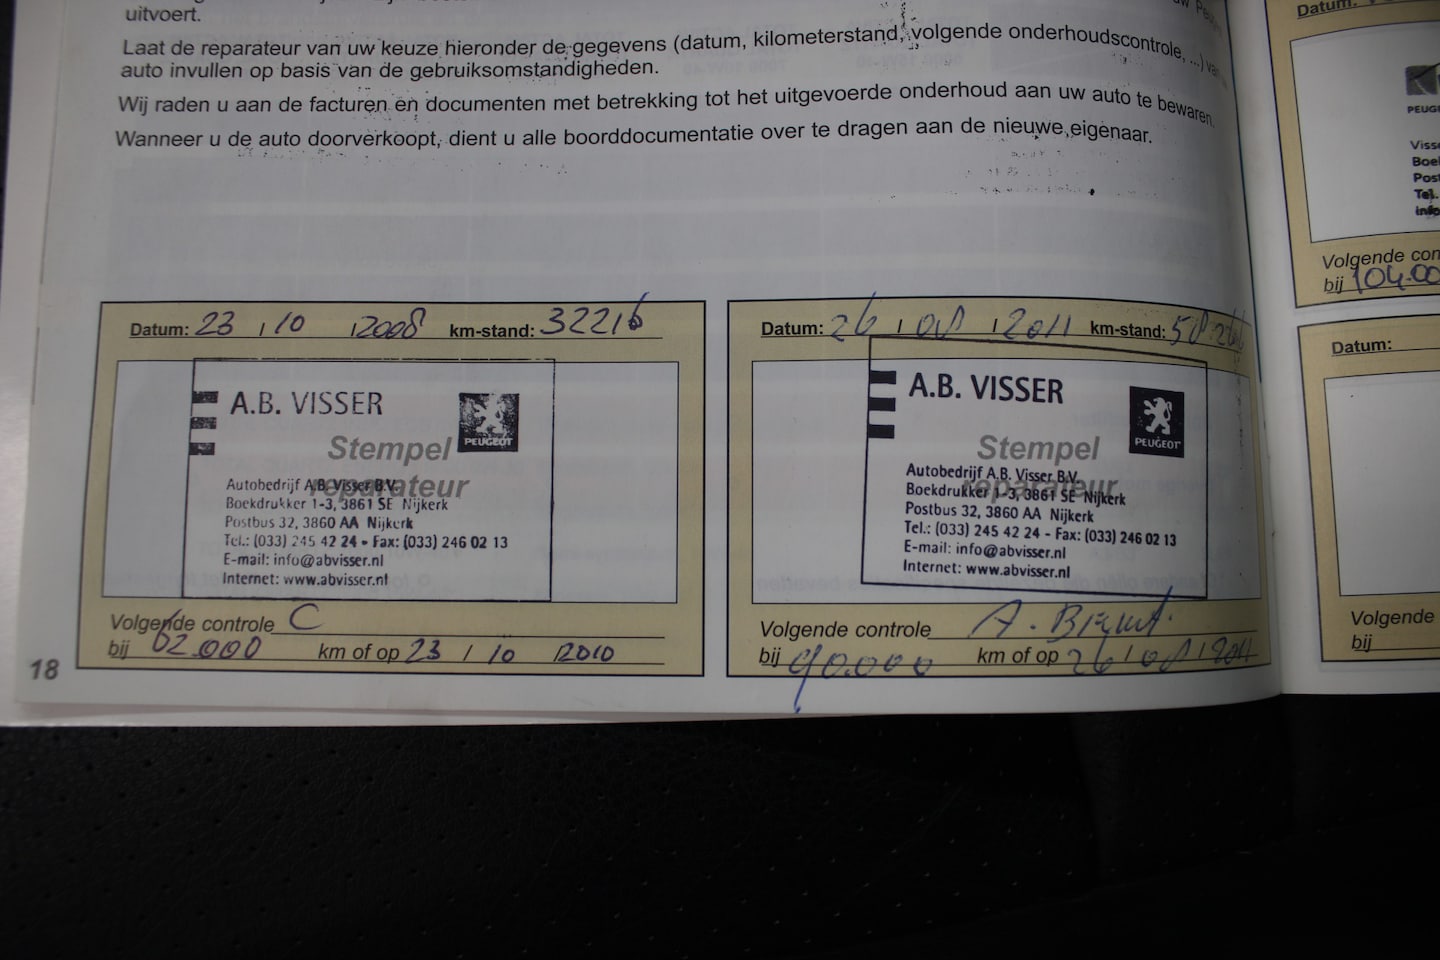 uitvoert.
Laat de reparateur van uw keuze hieronder de gegevens (datum, kilometerstand, volgende onderhoudscontrole, ...)
auto invullen op basis van de gebruiksomstandigheden.
Wij raden u aan de facturen en documenten met betrekking tot het uitgevoerde onderhoud aan uw auto te bewaren.
Wanneer u de auto doorverkoopt, dient u alle boorddocumentatie over te dragen aan de nieuwe eigenaar.
Datum: 23 / 10 / 2008 km-stand: 32216
A.B. VISSER
PEUGEOT
Stempel
reparateur
Autobedrijf A.B. Visser B.V.
Boekdrukker 1-3, 3861 SE Nijkerk
Postbus 32, 3860 AA Nijkerk
Tel.: (033) 245 42 24 - Fax: (033) 246 02 13
E-mail: info@abvisser.nl
Internet: www.abvisser.nl
Volgende controle C
bij 62.000 km of op 23 / 10 / 2010
18
Datum: 26 / 08 / 2011 km-stand:
A.B. VISSER
PEUGEOT
Stempel
reparateur
Autobedrijf A.B. Visser B.V.
Boekdrukker 1-3, 3861 SE Nijkerk
Postbus 32, 3860 AA Nijkerk
Tel.: (033) 245 42 24 - Fax: (033) 246 02 13
E-mail: info@abvisser.nl
Internet: www.abvisser.nl
Volgende controle A.
bij 90.000 km of op 26 / 08 /
Datum:
Tel.
Volgende
bij 104.00
Datum:
Volgende
bij